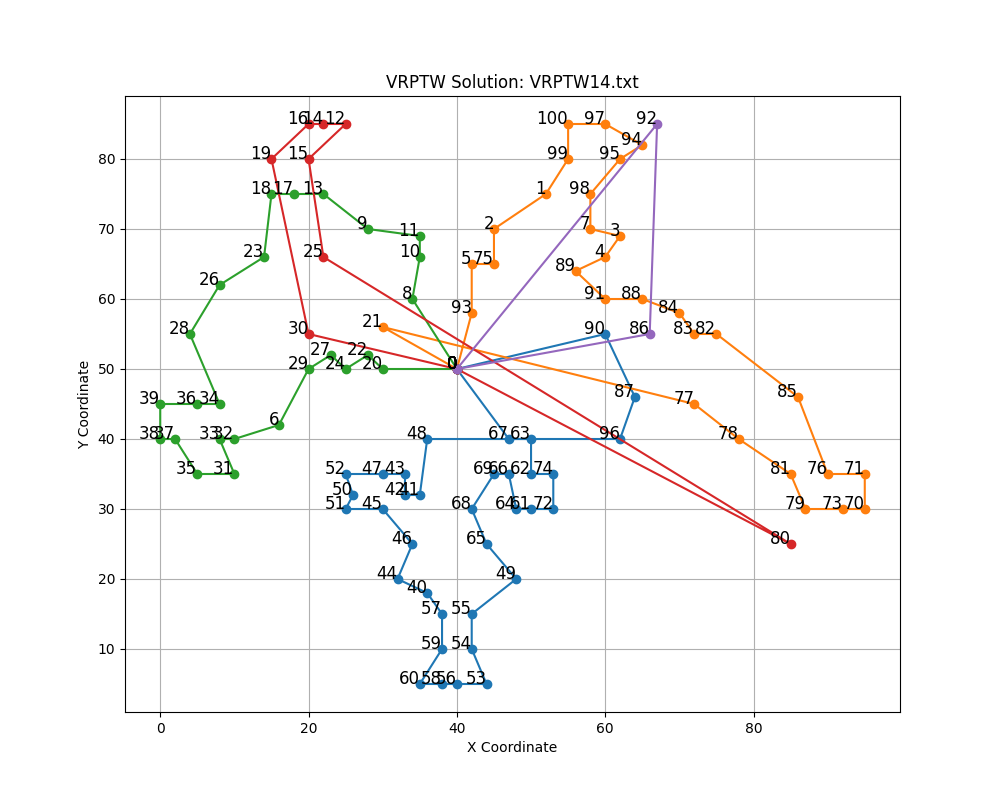 VRPTW Solution: VRPTW14.txt
16 14 12 100 97 92
94
19 15 99 95
18 17 13 1 98
9 11 2 7 3
23 25 10 5 75 4 89
26 8 93 91 88 84
28 30 21 90 86 83 82
27 22
29 24 20 0
39 36 34 87 77 85
6
38 37 33 32 48 67 63 96 78
35 31 52 47 43 69 66 62 74 81 76 71
50 42 41
51 45 68 64 61 72 79 73 70
46 65 80
44 49
40
57 55
59 54
60 58 56 53
80
70
60
50
40
30
20
10
Y Coordinate
0 20 40 60 80
X Coordinate